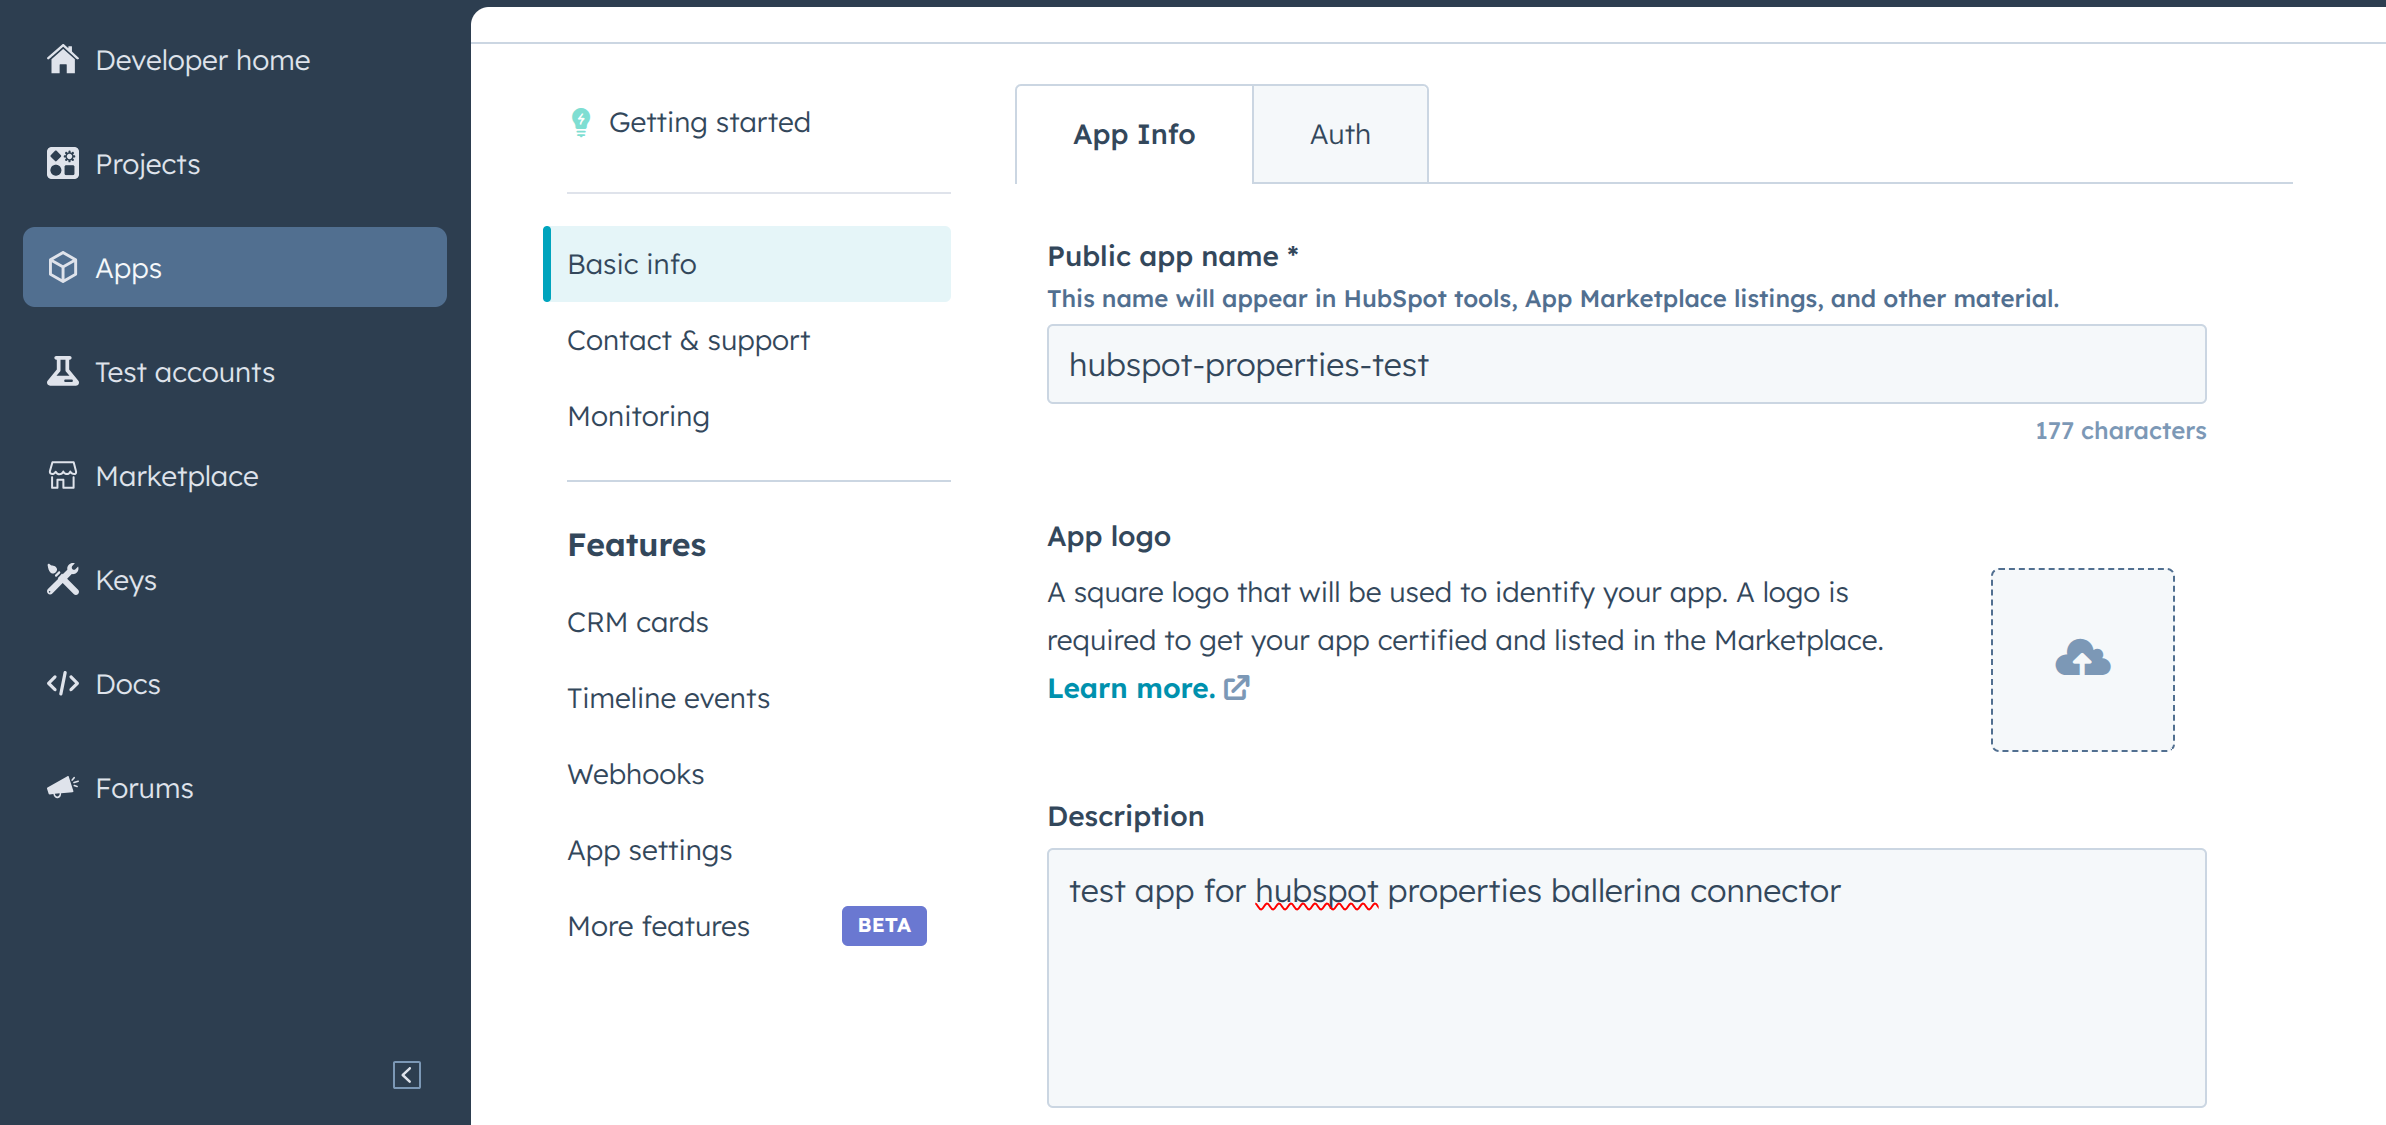 Developer home
Projects
Apps
Test accounts
Marketplace
Keys
Docs
Forums
Getting started
Basic info
Contact & support
Monitoring
Features
CRM cards
Timeline events
Webhooks
App settings
More features BETA
App Info Auth
Public app name *
This name will appear in HubSpot tools, App Marketplace listings, and other material.
hubspot-properties-test
177 characters
App logo
A square logo that will be used to identify your app. A logo is
required to get your app certified and listed in the Marketplace.
Learn more.
Description
test app for hubspot properties ballerina connector